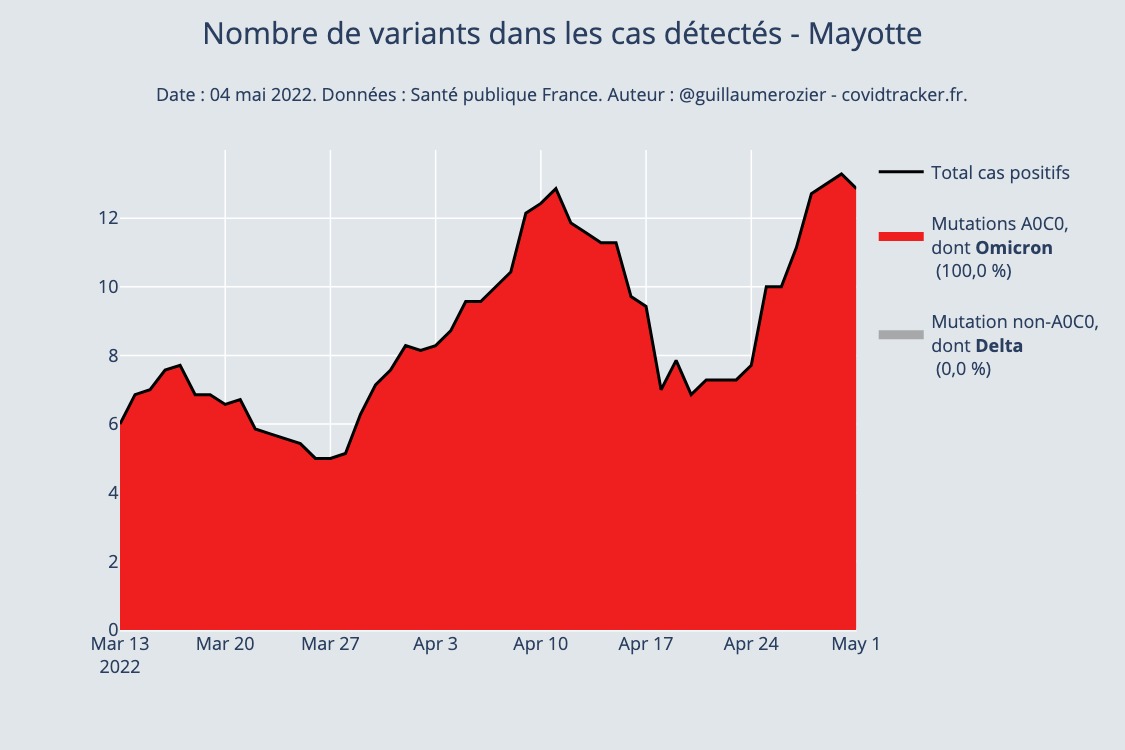 Nombre de variants dans les cas détectés - Mayotte
Date : 04 mai 2022. Données : Santé publique France. Auteur : @guillaumerozier - covidtracker.fr.
Total cas positifs
Mutations A0C0,
dont Omicron
(100,0 %)
Mutation non-A0C0,
dont Delta
(0,0 %)
12
10
8
6
4
2
0
Mar 13 Mar 20 Mar 27 Apr 3 Apr 10 Apr 17 Apr 24 May 1
2022